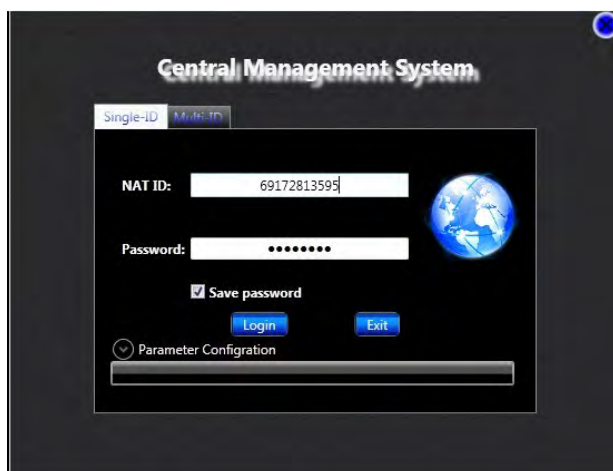 Central Management System
Single-ID Multi-ID
NAT ID: 69172813595
Password: ••••••••
Save password
Login Exit
Parameter Configration